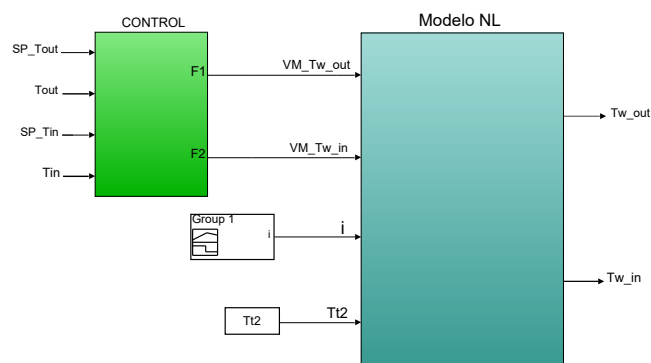 CONTROL
Modelo NL
SP_Tout
Tout
SP_Tin
Tin
F1
F2
VM_Tw_out
VM_Tw_in
Group 1
i
i
Tt2
Tt2
Tw_out
Tw_in